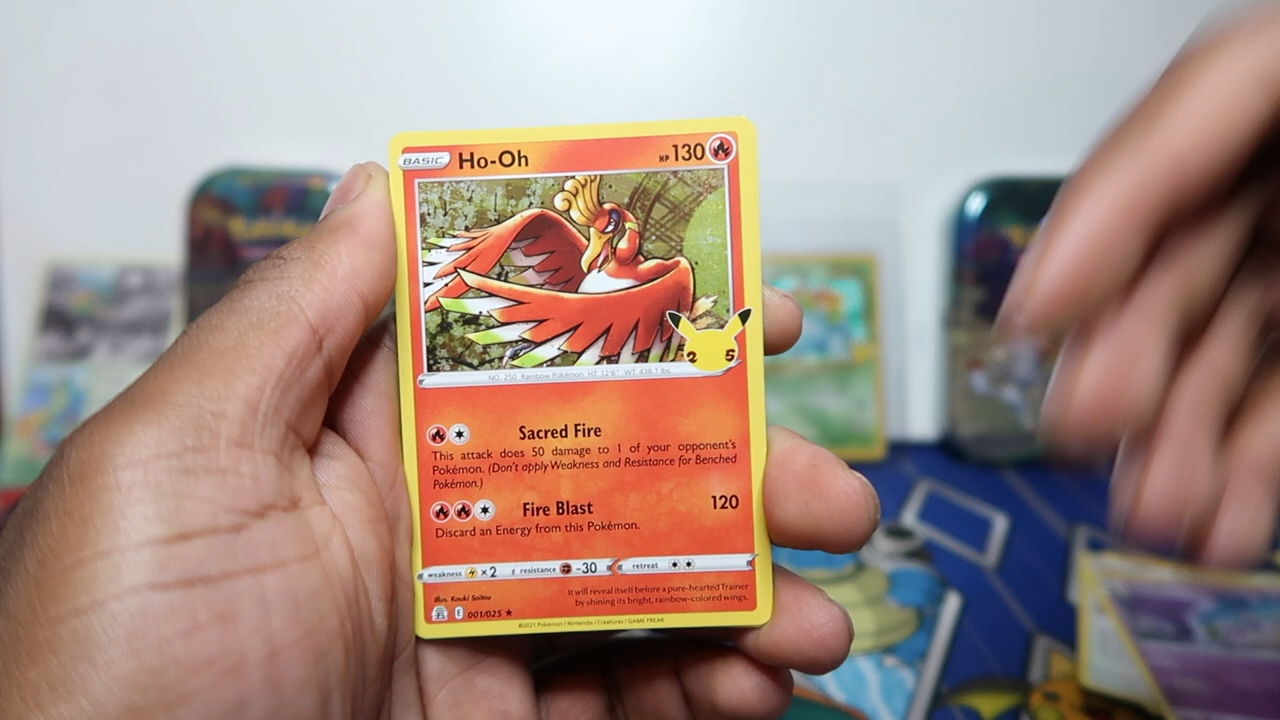 BASIC Ho-Oh HP 130
2 5
NO. 250 Rainbow Pokémon HT: 12'6" WT: 438.7 lbs.
Sacred Fire
This attack does 50 damage to 1 of your opponent's
Pokémon. (Don't apply Weakness and Resistance for Benched
Pokémon.)
Fire Blast 120
Discard an Energy from this Pokémon.
weakness ×2 resistance -30 retreat
Illus. Kouki Saitou
It will reveal itself before a pure-hearted Trainer
by shining its bright, rainbow-colored wings.
E 001/025 ★
©2021 Pokémon / Nintendo / Creatures / GAME FREAK